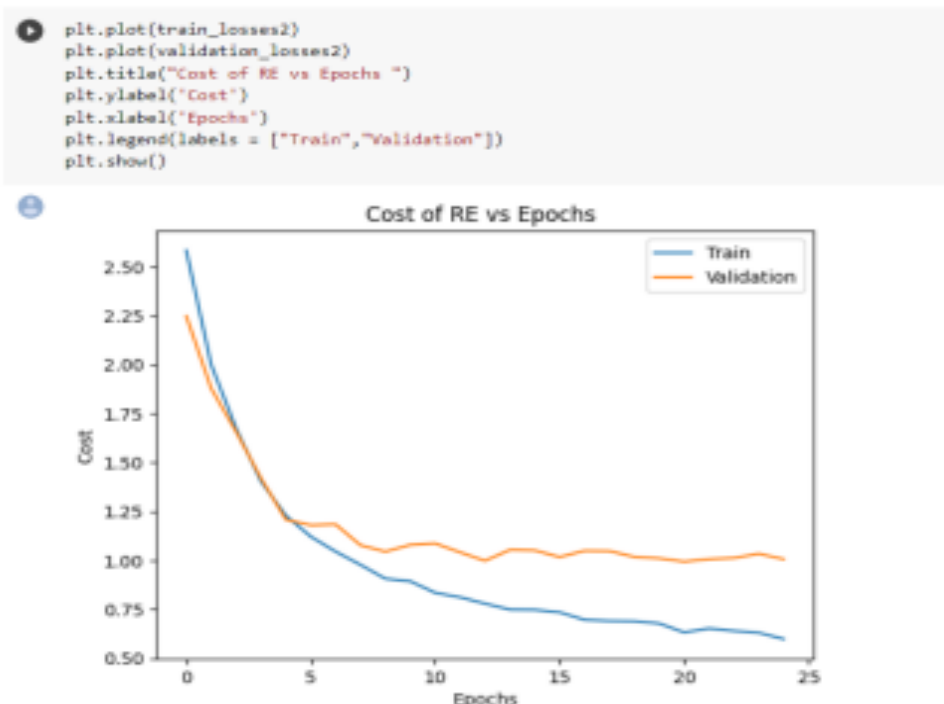 plt.plot(train_losses2)
plt.plot(validation_losses2)
plt.title("Cost of RE vs Epochs ")
plt.ylabel('Cost')
plt.xlabel('Epochs')
plt.legend(labels = ["Train","Validation"])
plt.show()
Cost of RE vs Epochs
Train
Validation
2.50
2.25
2.00
1.75
1.50
1.25
1.00
0.75
0.50
Cost
0 5 10 15 20 25
Epochs